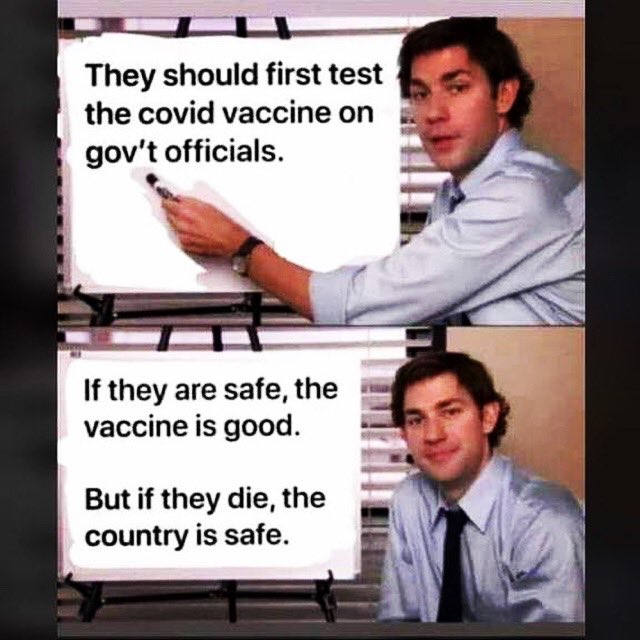 They should first test
the covid vaccine on
gov't officials.
If they are safe, the
vaccine is good.
But if they die, the
country is safe.